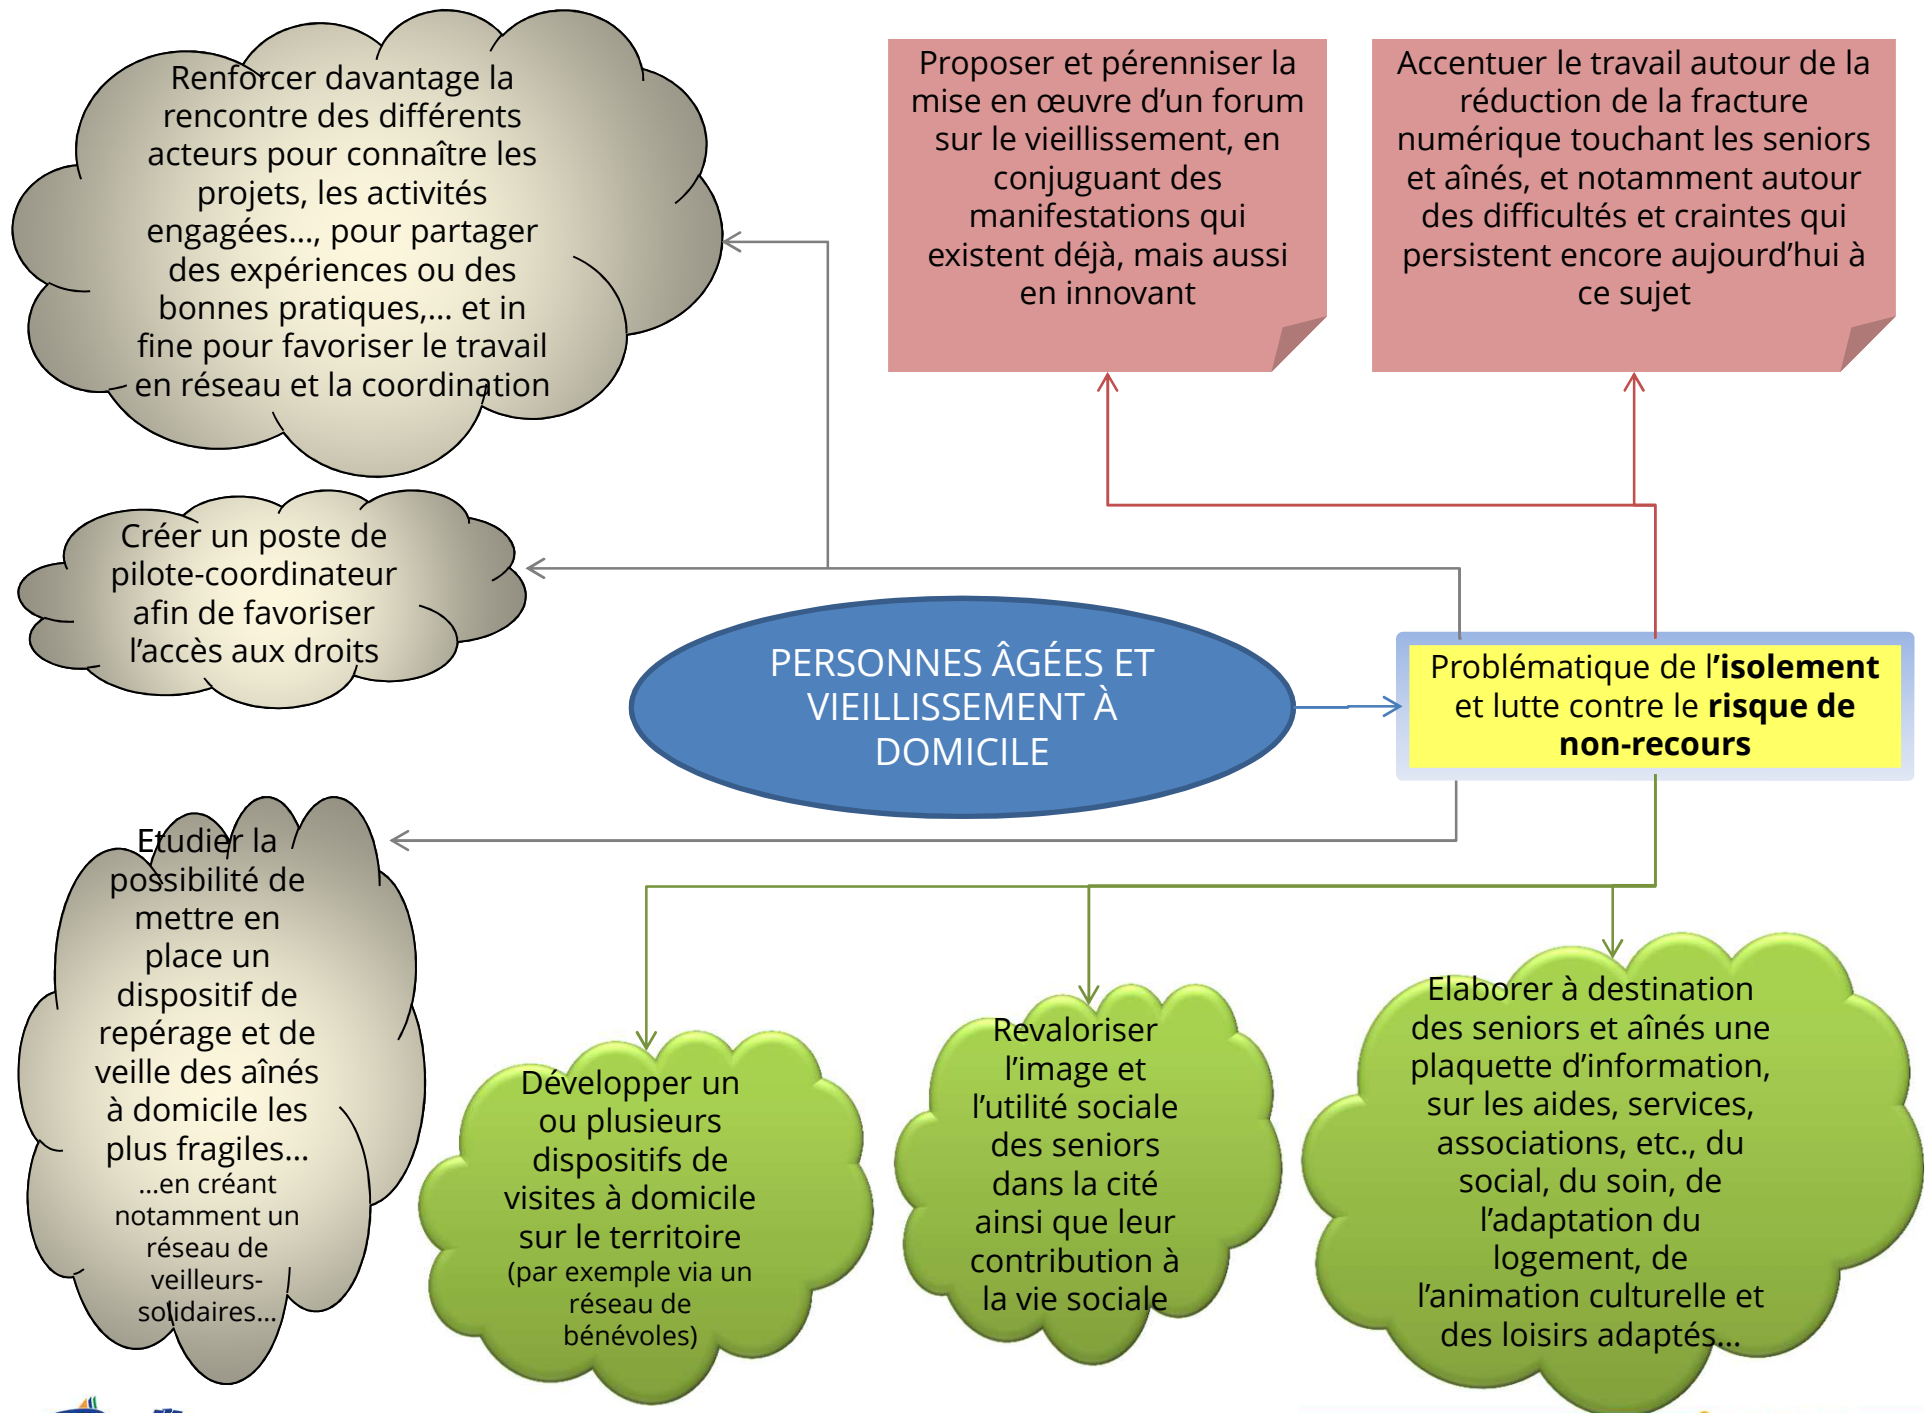 Renforcer davantage la
rencontre des différents
acteurs pour connaître les
projets, les activités
engagées…, pour partager
des expériences ou des
bonnes pratiques,… et in
fine pour favoriser le travail
en réseau et la coordination
Proposer et pérenniser la
mise en œuvre d’un forum
sur le vieillissement, en
conjuguant des
manifestations qui
existent déjà, mais aussi
en innovant
Accentuer le travail autour de la
réduction de la fracture
numérique touchant les seniors
et aînés, et notamment autour
des difficultés et craintes qui
persistent encore aujourd’hui à
ce sujet
Créer un poste de
pilote-coordinateur
afin de favoriser
l’accès aux droits
PERSONNES ÂGÉES ET
VIEILLISSEMENT À
DOMICILE
Problématique de l’isolement
et lutte contre le risque de
non-recours
Etudier la
possibilité de
mettre en
place un
dispositif de
repérage et de
veille des aînés
à domicile les
plus fragiles…
…en créant
notamment un
réseau de
veilleurs-
solidaires…
Développer un
ou plusieurs
dispositifs de
visites à domicile
sur le territoire
(par exemple via un
réseau de
bénévoles)
Revaloriser
l’image et
l’utilité sociale
des seniors
dans la cité
ainsi que leur
contribution à
la vie sociale
Elaborer à destination
des seniors et aînés une
plaquette d’information,
sur les aides, services,
associations, etc., du
social, du soin, de
l’adaptation du
logement, de
l’animation culturelle et
des loisirs adaptés…